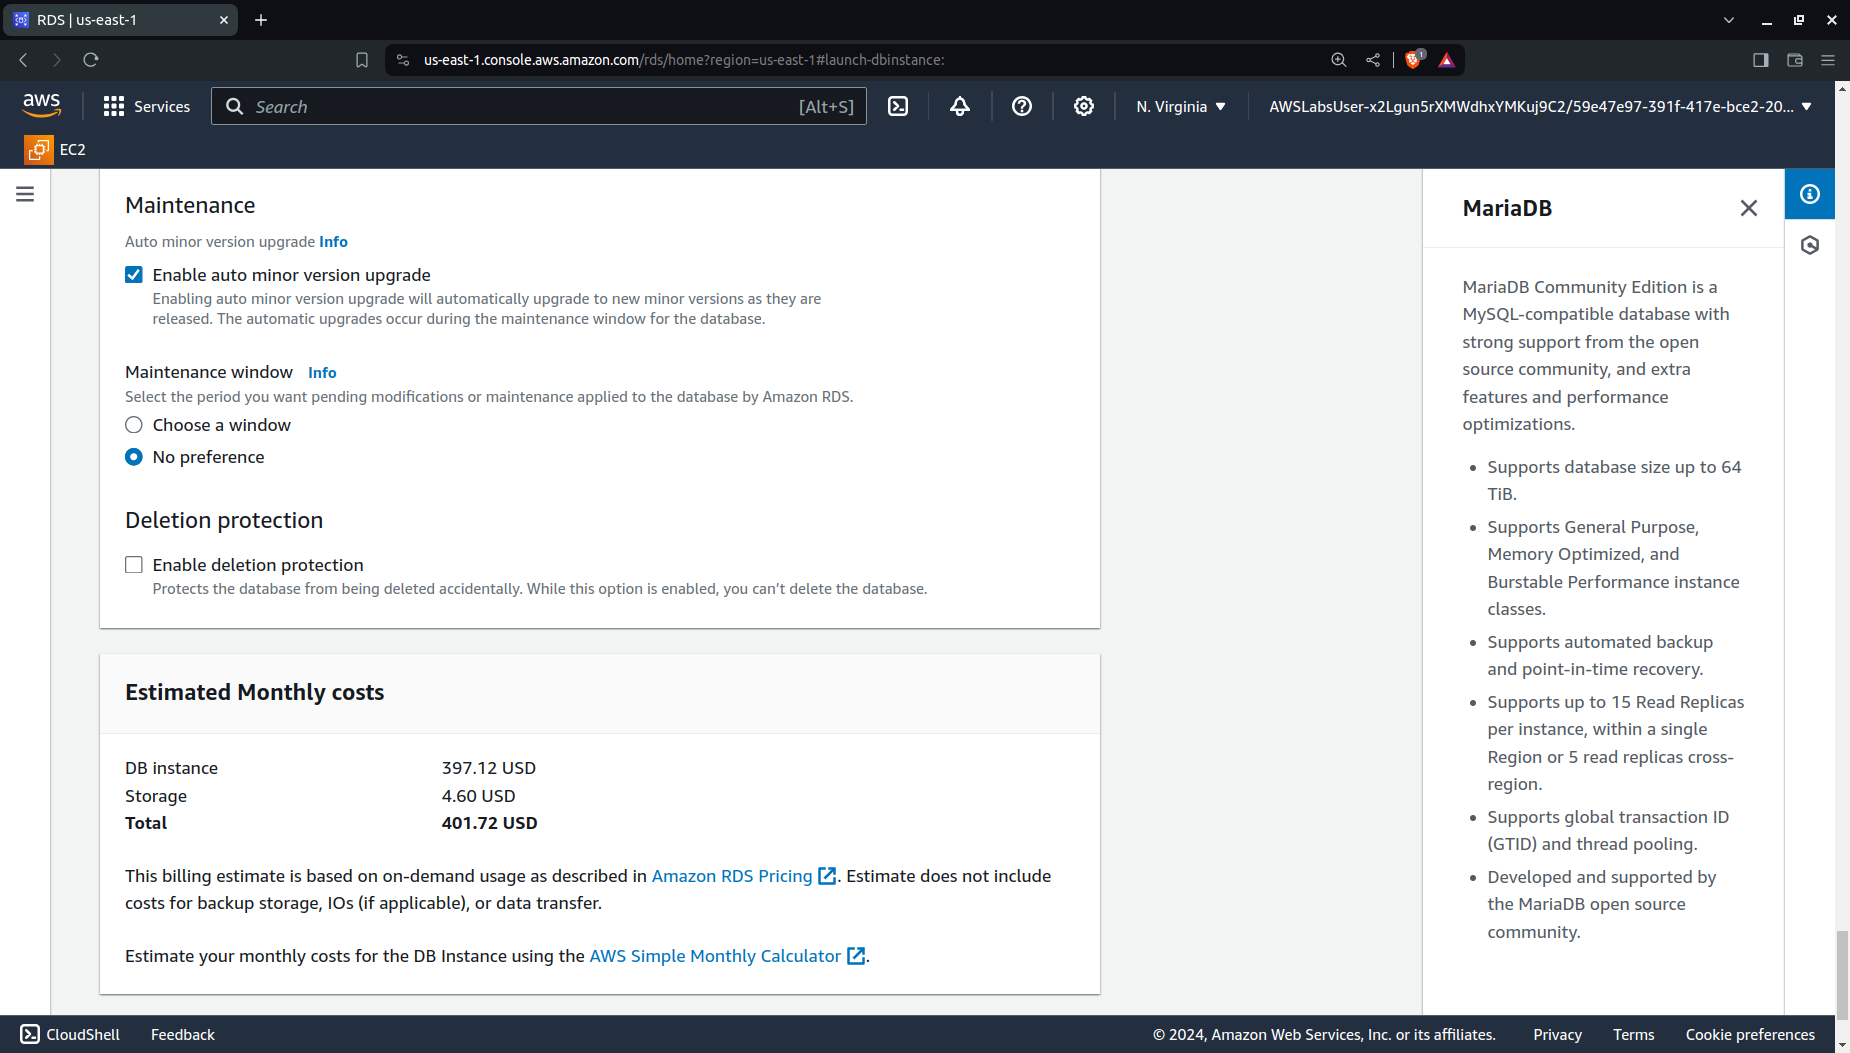 RDS | us-east-1
us-east-1.console.aws.amazon.com/rds/home?region=us-east-1#launch-dbinstance:
1
aws
Services
Search
[Alt+S]
N. Virginia
AWSLabsUser-x2Lgun5rXMWdhxYMKuj9C2/59e47e97-391f-417e-bce2-20...
EC2
Maintenance
Auto minor version upgrade Info
Enable auto minor version upgrade
Enabling auto minor version upgrade will automatically upgrade to new minor versions as they are
released. The automatic upgrades occur during the maintenance window for the database.
Maintenance window Info
Select the period you want pending modifications or maintenance applied to the database by Amazon RDS.
Choose a window
No preference
Deletion protection
Enable deletion protection
Protects the database from being deleted accidentally. While this option is enabled, you can’t delete the database.
Estimated Monthly costs
DB instance 397.12 USD
Storage 4.60 USD
Total 401.72 USD
This billing estimate is based on on-demand usage as described in Amazon RDS Pricing. Estimate does not include
costs for backup storage, IOs (if applicable), or data transfer.
Estimate your monthly costs for the DB Instance using the AWS Simple Monthly Calculator.
MariaDB
MariaDB Community Edition is a
MySQL-compatible database with
strong support from the open
source community, and extra
features and performance
optimizations.
• Supports database size up to 64
TiB.
• Supports General Purpose,
Memory Optimized, and
Burstable Performance instance
classes.
• Supports automated backup
and point-in-time recovery.
• Supports up to 15 Read Replicas
per instance, within a single
Region or 5 read replicas cross-
region.
• Supports global transaction ID
(GTID) and thread pooling.
• Developed and supported by
the MariaDB open source
community.
CloudShell
Feedback
© 2024, Amazon Web Services, Inc. or its affiliates.
Privacy
Terms
Cookie preferences